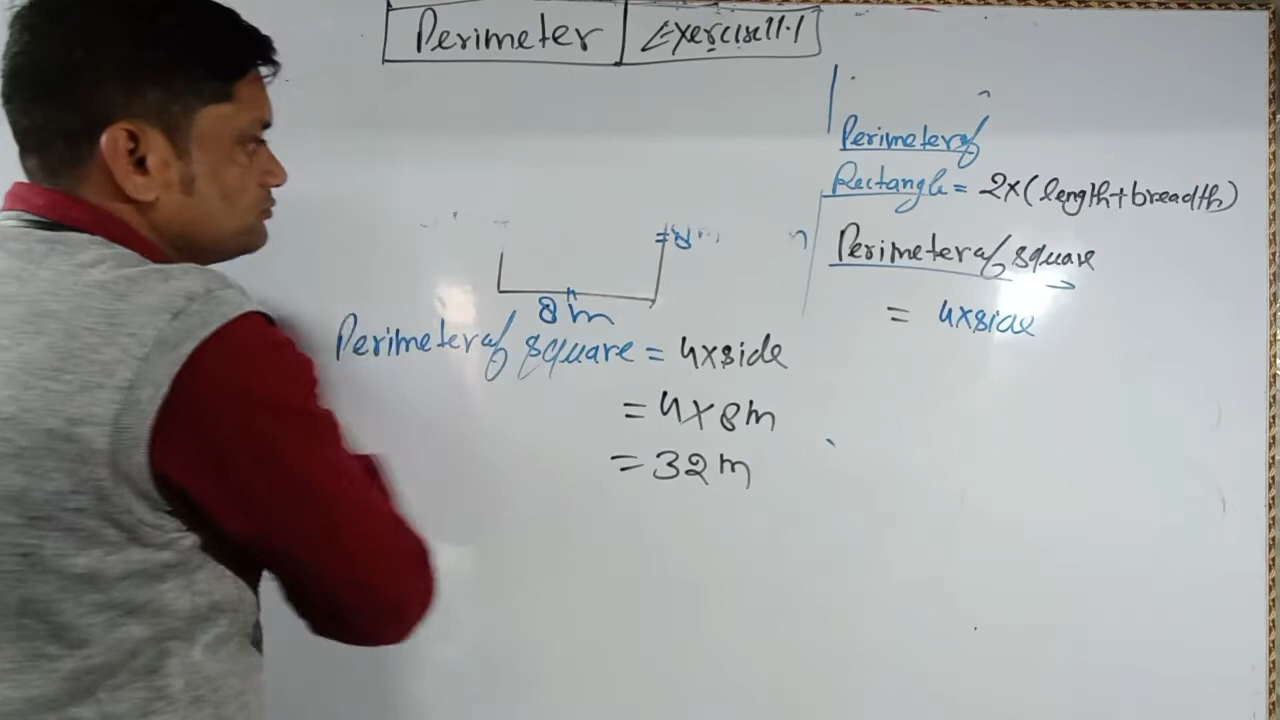 Perimeter Exercise 11.1
Perimeter of
Rectangle = 2×(length+breadth)
Perimeter of square
= 4×side
8m
Perimeter of square = 4×side
= 4×8m
= 32m